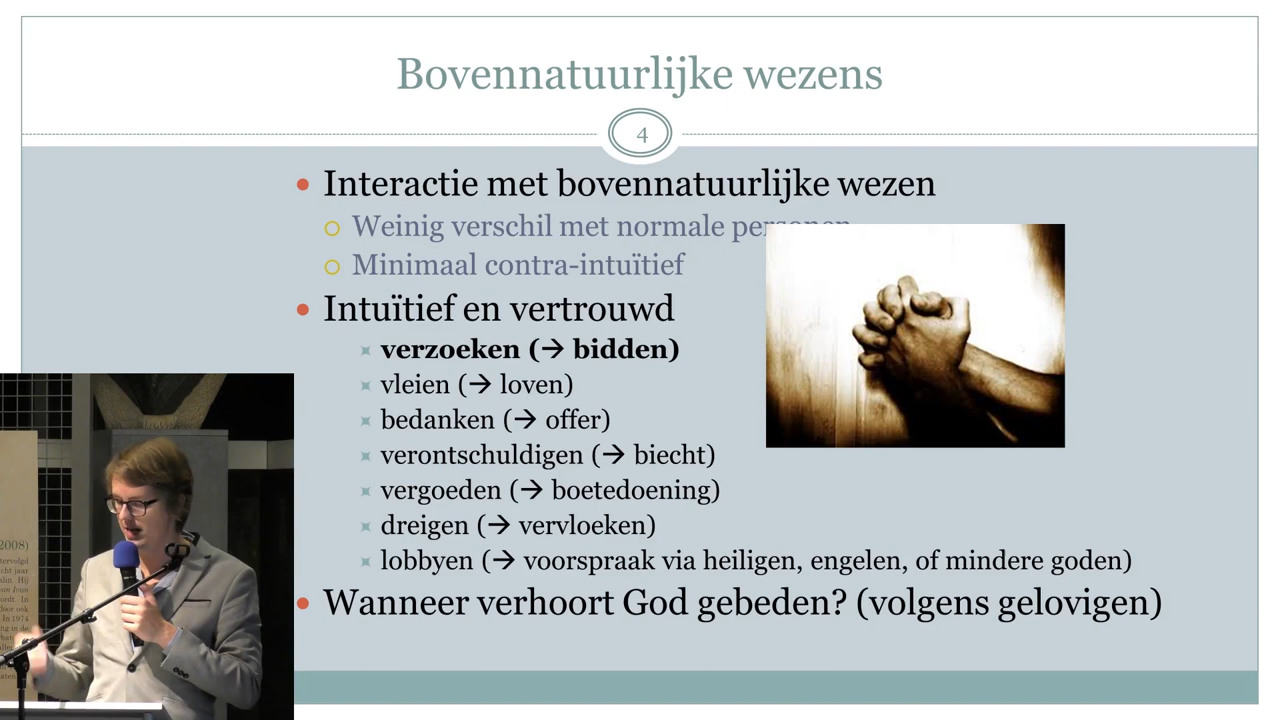 Bovennatuurlijke wezens
4
Interactie met bovennatuurlijke wezen
Weinig verschil met normale personen
Minimaal contra-intuïtief
Intuïtief en vertrouwd
verzoeken (→ bidden)
vleien (→ loven)
bedanken (→ offer)
verontschuldigen (→ biecht)
vergoeden (→ boetedoening)
dreigen (→ vervloeken)
lobbyen (→ voorspraak via heiligen, engelen, of mindere goden)
Wanneer verhoort God gebeden? (volgens gelovigen)
2008)